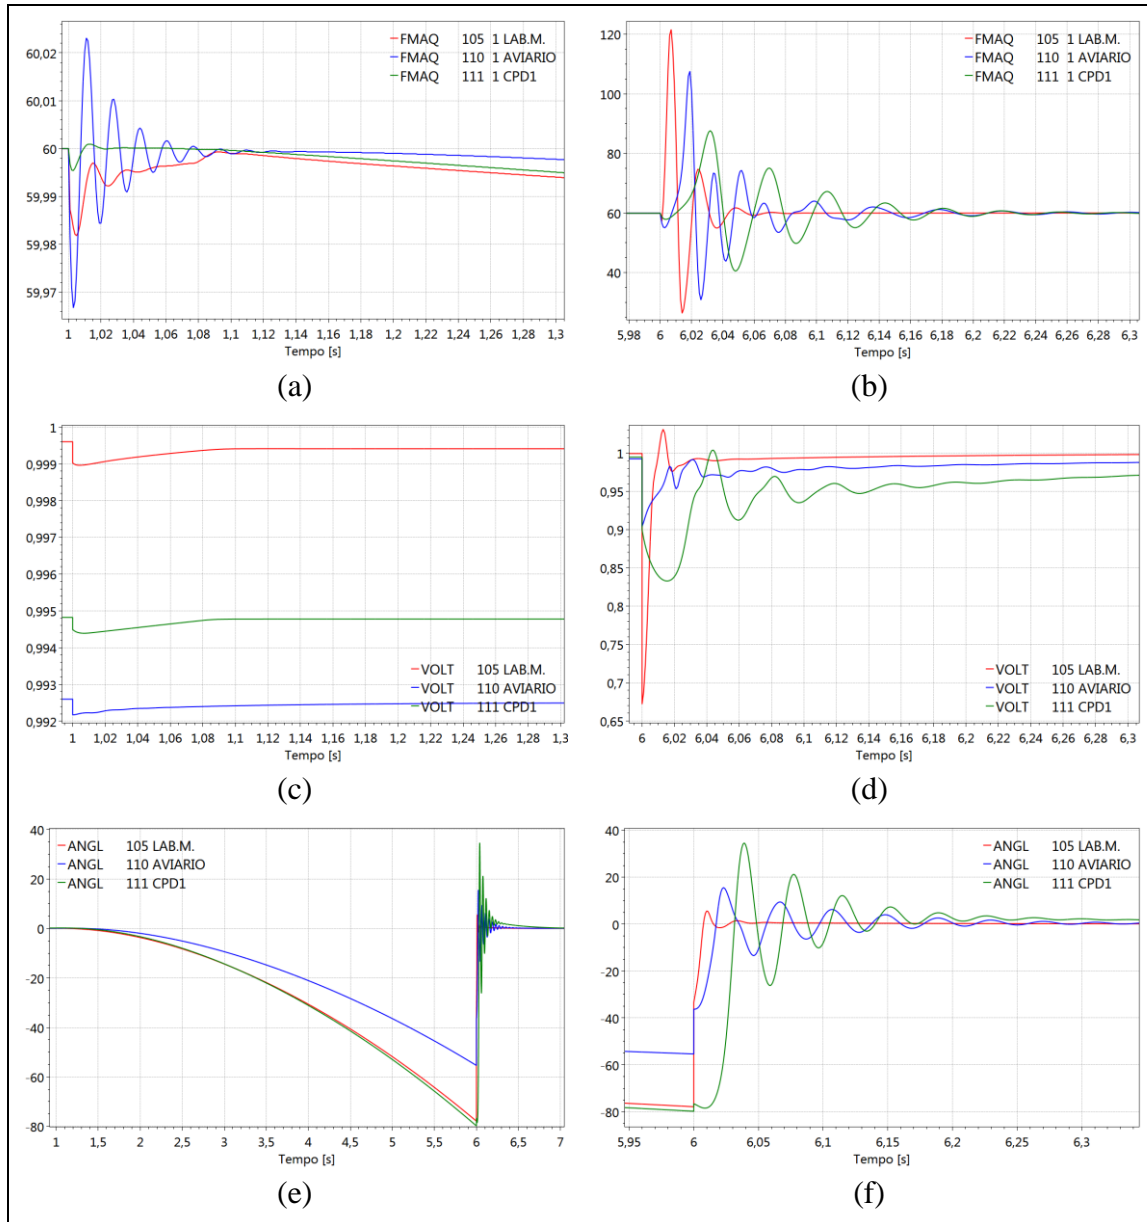 60,02
60,01
60
59,99
59,98
59,97
FMAQ 105 1 LAB.M.
FMAQ 110 1 AVIARIO
FMAQ 111 1 CPD1
1 1,02 1,04 1,06 1,08 1,1 1,12 1,14 1,16 1,18 1,2 1,22 1,24 1,26 1,28 1,3
Tempo [s]
(a)
120
100
80
60
40
FMAQ 105 1 LAB.M.
FMAQ 110 1 AVIARIO
FMAQ 111 1 CPD1
5,98 6 6,02 6,04 6,06 6,08 6,1 6,12 6,14 6,16 6,18 6,2 6,22 6,24 6,26 6,28 6,3
Tempo [s]
(b)
1
0,999
0,998
0,997
0,996
0,995
0,994
0,993
0,992
VOLT 105 LAB.M.
VOLT 110 AVIARIO
VOLT 111 CPD1
1 1,02 1,04 1,06 1,08 1,1 1,12 1,14 1,16 1,18 1,2 1,22 1,24 1,26 1,28 1,3
Tempo [s]
(c)
1
0,95
0,9
0,85
0,8
0,75
0,7
0,65
VOLT 105 LAB.M.
VOLT 110 AVIARIO
VOLT 111 CPD1
6 6,02 6,04 6,06 6,08 6,1 6,12 6,14 6,16 6,18 6,2 6,22 6,24 6,26 6,28 6,3
Tempo [s]
(d)
40
20
0
-20
-40
-60
-80
ANGL 105 LAB.M.
ANGL 110 AVIARIO
ANGL 111 CPD1
1 1,5 2 2,5 3 3,5 4 4,5 5 5,5 6 6,5 7
Tempo [s]
(e)
40
20
0
-20
-40
-60
-80
ANGL 105 LAB.M.
ANGL 110 AVIARIO
ANGL 111 CPD1
5,95 6 6,05 6,1 6,15 6,2 6,25 6,3
Tempo [s]
(f)